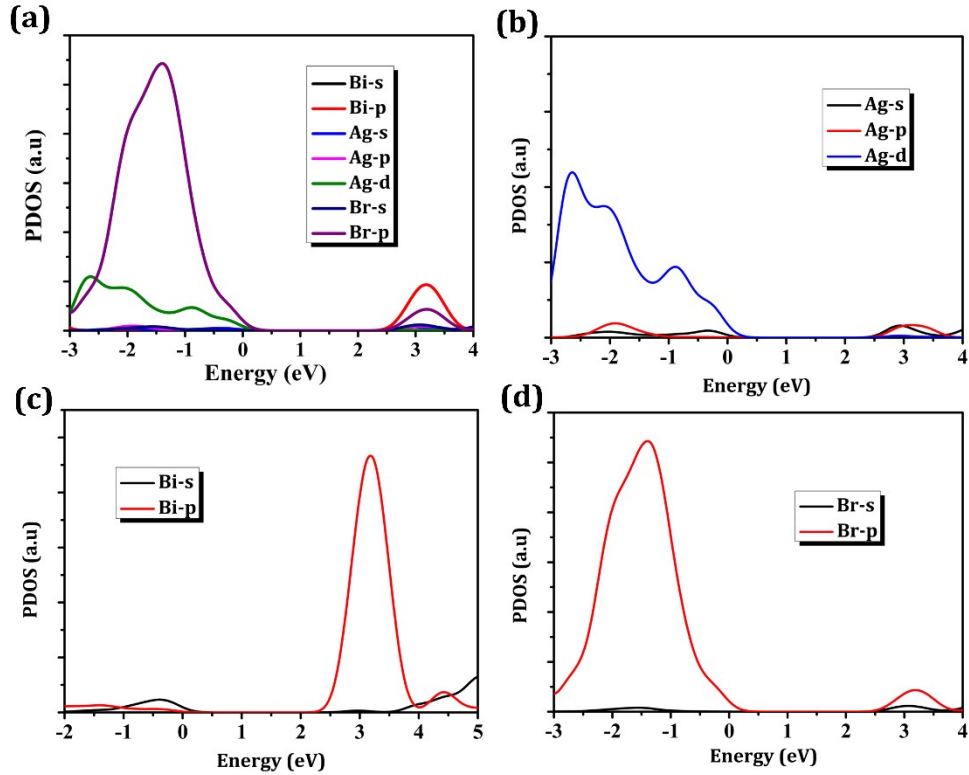 (a)
PDOS (a.u)
Bi-s
Bi-p
Ag-s
Ag-p
Ag-d
Br-s
Br-p
-3 -2 -1 0 1 2 3 4
Energy (eV)
(b)
PDOS (a.u)
Ag-s
Ag-p
Ag-d
-3 -2 -1 0 1 2 3 4
Energy (eV)
(c)
PDOS (a.u)
Bi-s
Bi-p
-2 -1 0 1 2 3 4 5
Energy (eV)
(d)
PDOS (a.u)
Br-s
Br-p
-3 -2 -1 0 1 2 3 4
Energy (eV)